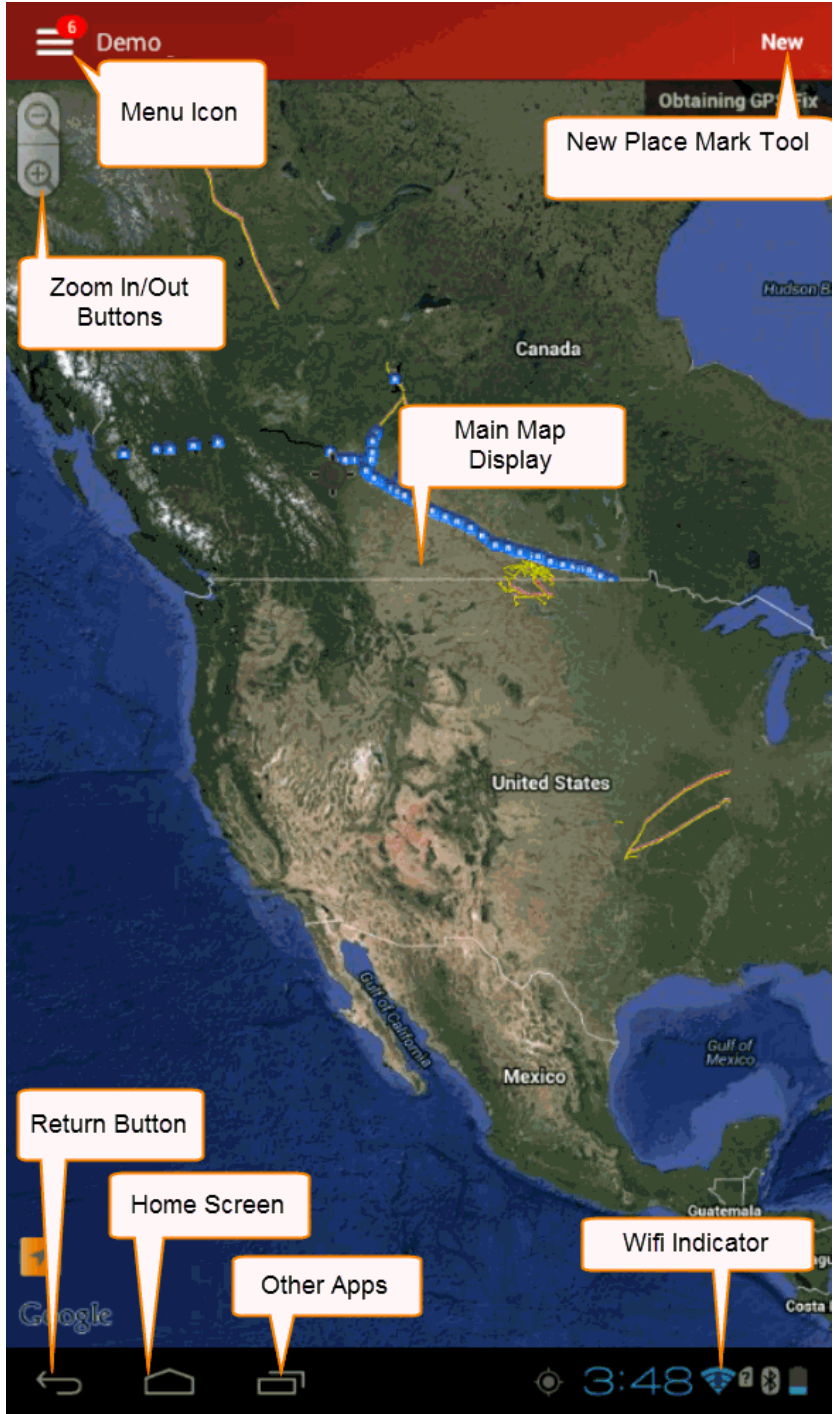 6
Demo _
New
Menu Icon
Obtaining GPS Fix
New Place Mark Tool
Zoom In/Out
Buttons
Hudson B
Canada
Main Map
Display
United States
Gulf of California
Gulf of
Mexico
Mexico
Return Button
Home Screen
Guatemala
Wifi Indicator
Other Apps
Google
Costa
3:48
?